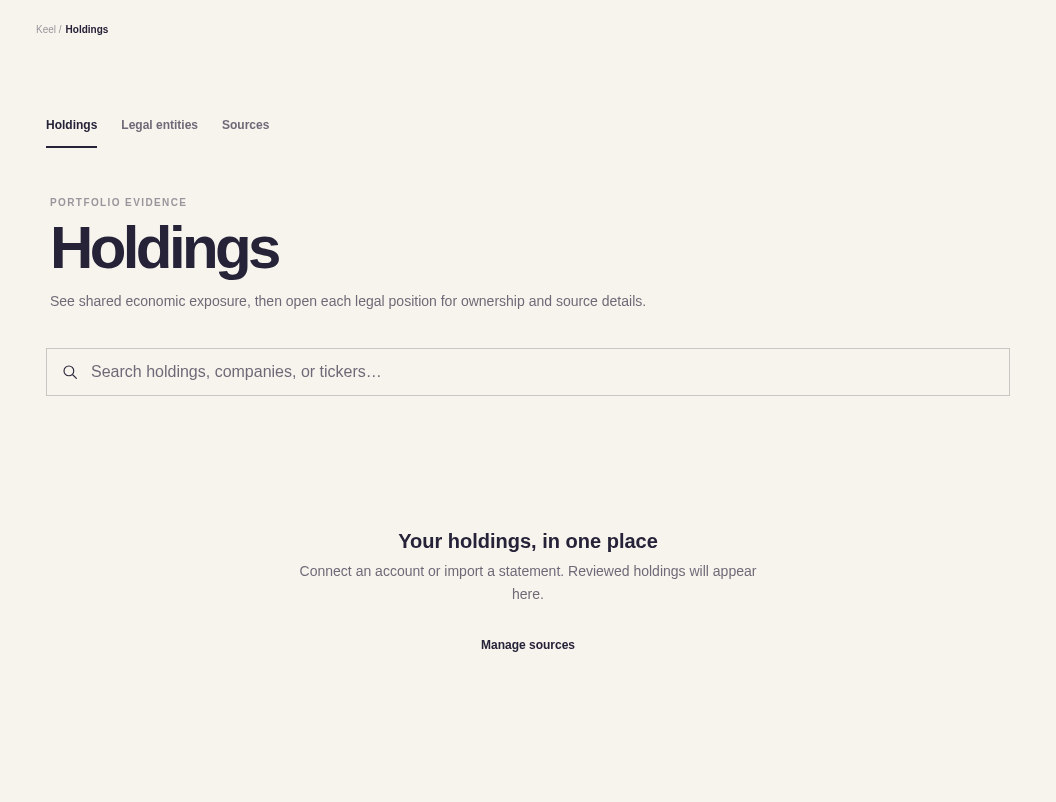 Keel / Holdings
Holdings Legal entities Sources
PORTFOLIO EVIDENCE
Holdings
See shared economic exposure, then open each legal position for ownership and source details.
Search holdings, companies, or tickers…
Your holdings, in one place
Connect an account or import a statement. Reviewed holdings will appear
here.
Manage sources